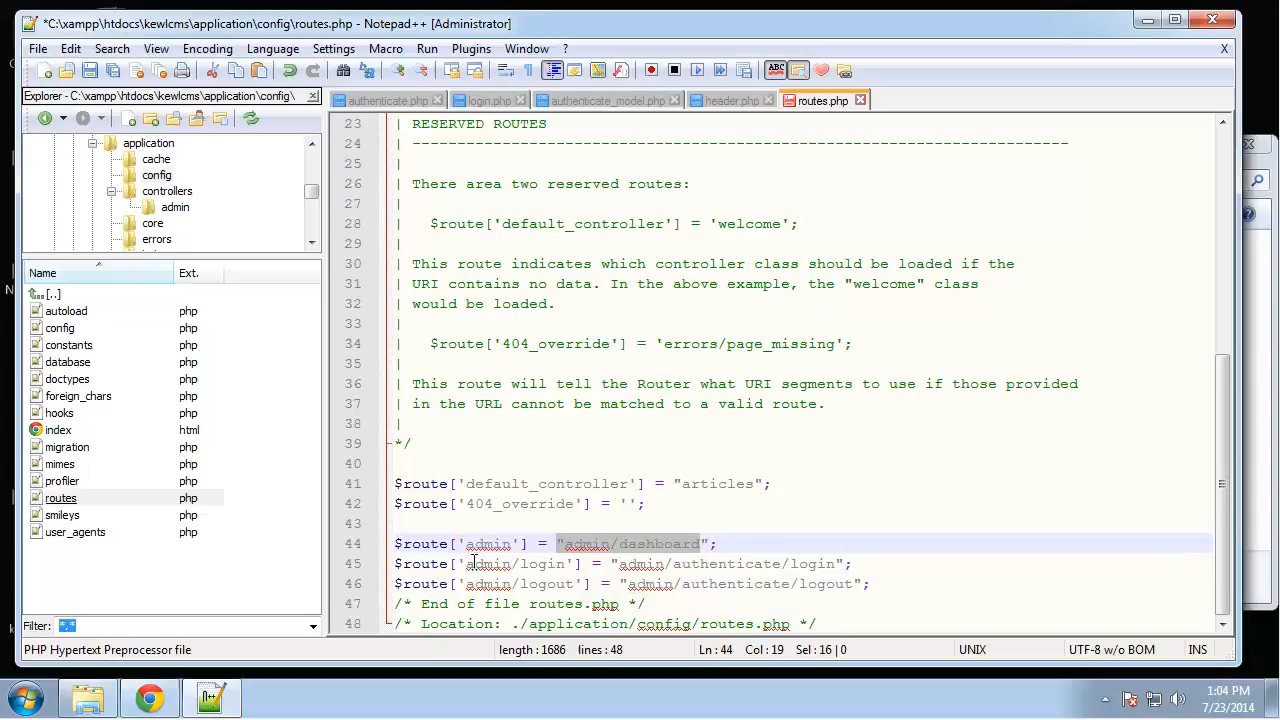 *C:\xampp\htdocs\kewlcms\application\config\routes.php - Notepad++ [Administrator]
File Edit Search View Encoding Language Settings Macro Run Plugins Window ? X
ABC
Explorer - C:\xampp\htdocs\kewlcms\application\config\
authenticate.php login.php authenticate_model.php header.php routes.php
application
cache
config
controllers
admin
core
errors
Name Ext.
[..]
autoload php
config php
constants php
database php
doctypes php
foreign_chars php
hooks php
index html
migration php
mimes php
profiler php
routes php
smileys php
user_agents php
Filter: *.*
23 | RESERVED ROUTES
24 | -------------------------------------------------------------------------
25 |
26 | There area two reserved routes:
27 |
28 | $route['default_controller'] = 'welcome';
29 |
30 | This route indicates which controller class should be loaded if the
31 | URI contains no data. In the above example, the "welcome" class
32 | would be loaded.
33 |
34 | $route['404_override'] = 'errors/page_missing';
35 |
36 | This route will tell the Router what URI segments to use if those provided
37 | in the URL cannot be matched to a valid route.
38 |
39 */
40
41 $route['default_controller'] = "articles";
42 $route['404_override'] = '';
43
44 $route['admin'] = "admin/dashboard";
45 $route['admin/login'] = "admin/authenticate/login";
46 $route['admin/logout'] = "admin/authenticate/logout";
47 /* End of file routes.php */
48 /* Location: ./application/config/routes.php */
PHP Hypertext Preprocessor file length : 1686 lines : 48 Ln : 44 Col : 19 Sel : 16 | 0 UNIX UTF-8 w/o BOM INS
1:04 PM
7/23/2014